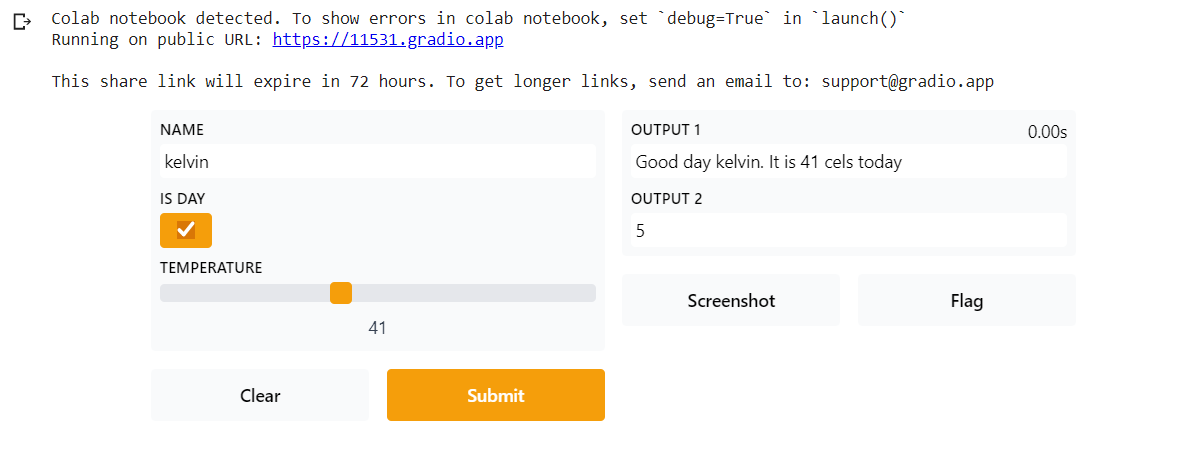 Colab notebook detected. To show errors in colab notebook, set `debug=True` in `launch()`
Running on public URL: https://11531.gradio.app
This share link will expire in 72 hours. To get longer links, send an email to: support@gradio.app
NAME
kelvin
IS DAY
TEMPERATURE
41
Clear
Submit
OUTPUT 1
0.00s
Good day kelvin. It is 41 cels today
OUTPUT 2
5
Screenshot
Flag